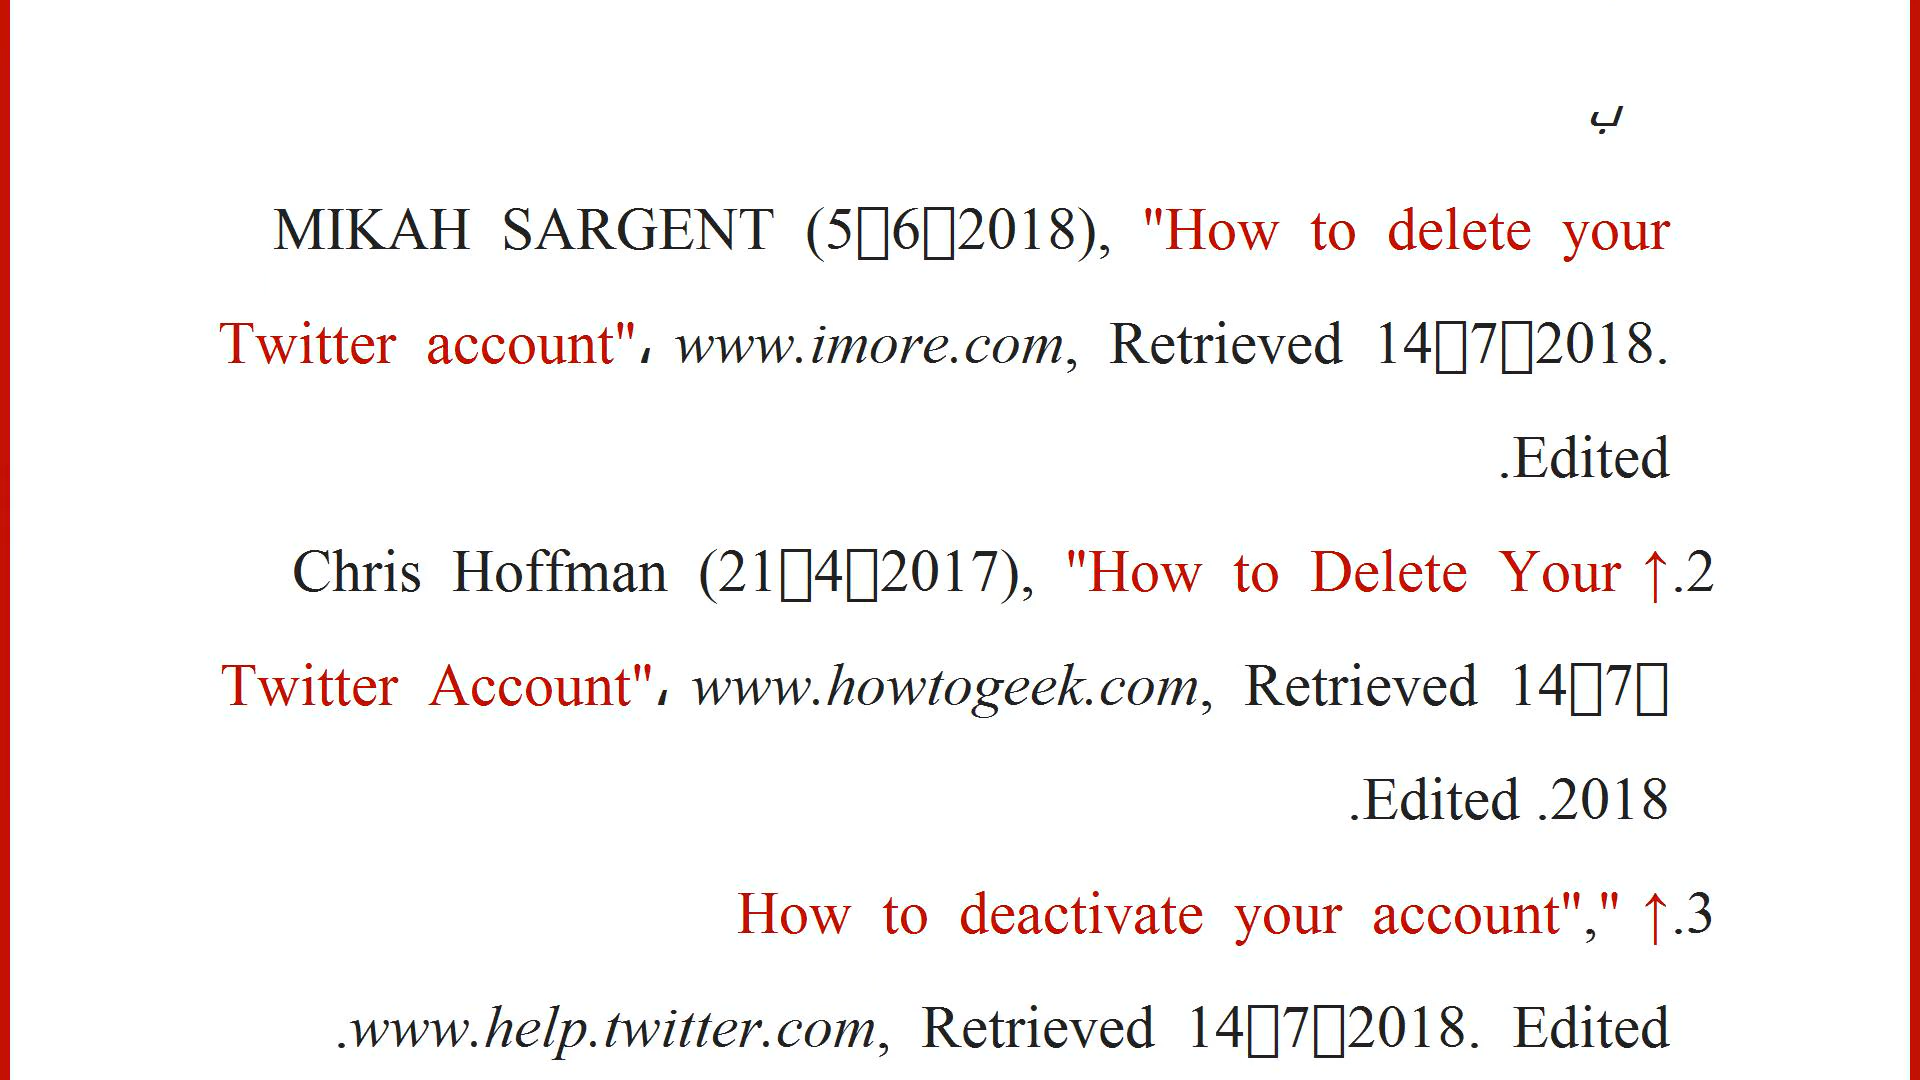 ب
MIKAH SARGENT (5▯6▯2018), "How to delete your
Twitter account"، www.imore.com, Retrieved 14▯7▯2018.
.Edited
2.↑ Chris Hoffman (21▯4▯2017), "How to Delete Your
Twitter Account"، www.howtogeek.com, Retrieved 14▯7▯
2018. Edited.
3.↑ "How to deactivate your account",
www.help.twitter.com, Retrieved 14▯7▯2018. Edited.